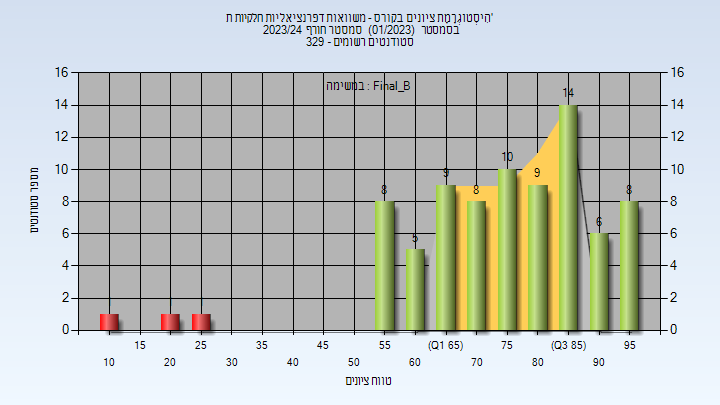 הִיסְטוֹגְרָמַת ציונים בקורס - משוואות דפרנציאליות חלקיות ת'
בסמסטר (01/2023) סמסטר חורף 2023/24
סטודנטים רשומים - 329
במשימה : Final_B
מספר סטודנטים
16 16
14 14
12 12
10 10
8 8
6 6
4 4
2 2
0 0
8 5 9 8 10 9 14 6 8
15 25 35 45 55 (Q1 65) 75 (Q3 85) 95
10 20 30 40 50 60 70 80 90
טווח ציונים